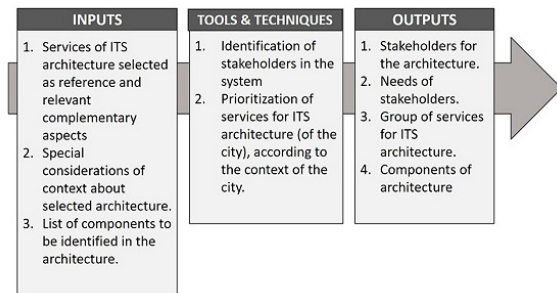 INPUTS
1. Services of ITS
architecture selected
as reference and
relevant
complementary
aspects
2. Special
considerations of
context about
selected architecture.
3. List of components to
be identified in the
architecture.
TOOLS & TECHNIQUES
1. Identification of
stakeholders in the
system
2. Prioritization of
services for ITS
architecture (of the
city), according to
the context of the
city.
OUTPUTS
1. Stakeholders for
the architecture.
2. Needs of
stakeholders.
3. Group of services
for ITS
architecture.
4. Components of
architecture